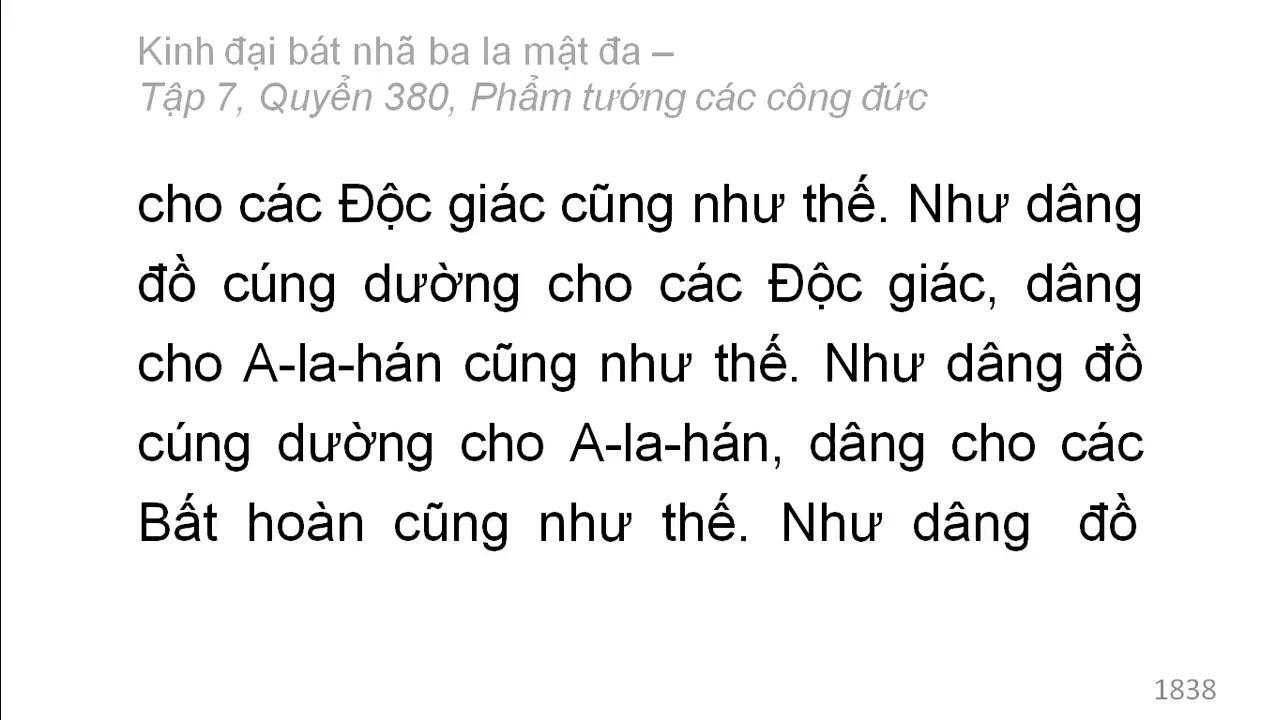 Kinh đại bát nhã ba la mật đa –
Tập 7, Quyển 380, Phẩm tướng các công đức
cho các Độc giác cũng như thế. Như dâng
đồ cúng dường cho các Độc giác, dâng
cho A-la-hán cũng như thế. Như dâng đồ
cúng dường cho A-la-hán, dâng cho các
Bất hoàn cũng như thế. Như dâng đồ
1838